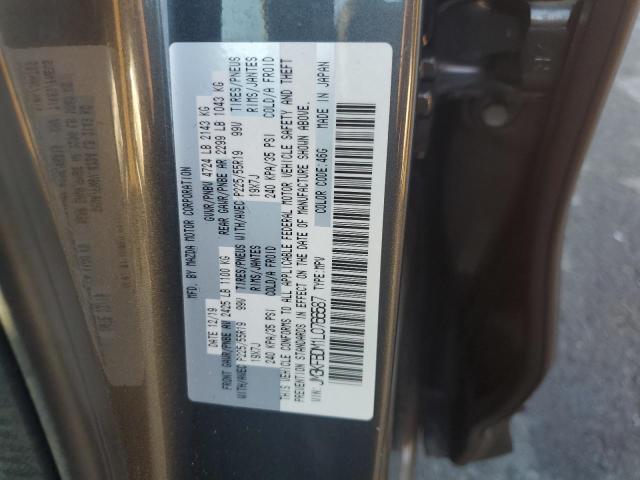 MFD. BY MAZDA MOTOR CORPORATION
DATE 12/19 GVWR/PNBV 4724 LB 2143 KG
FRONT GAWR/PNBE AV 2425 LB 1100 KG REAR GAWR/PNBE AR 2299 LB 1043 KG
WITH/AVEC P225/55R19 99V TIRES/PNEUS WITH/AVEC P225/55R19 99V TIRES/PNEUS
19X7J RIMS/JANTES 19X7J RIMS/JANTES
240 KPA/35 PSI COLD/A FROID 240 KPA/35 PSI COLD/A FROID
THIS VEHICLE CONFORMS TO ALL APPLICABLE FEDERAL MOTOR VEHICLE SAFETY AND THEFT
PREVENTION STANDARDS IN EFFECT ON THE DATE OF MANUFACTURE SHOWN ABOVE.
COLOR CODE:46G MADE IN JAPAN
VIN: TYPE:MPV